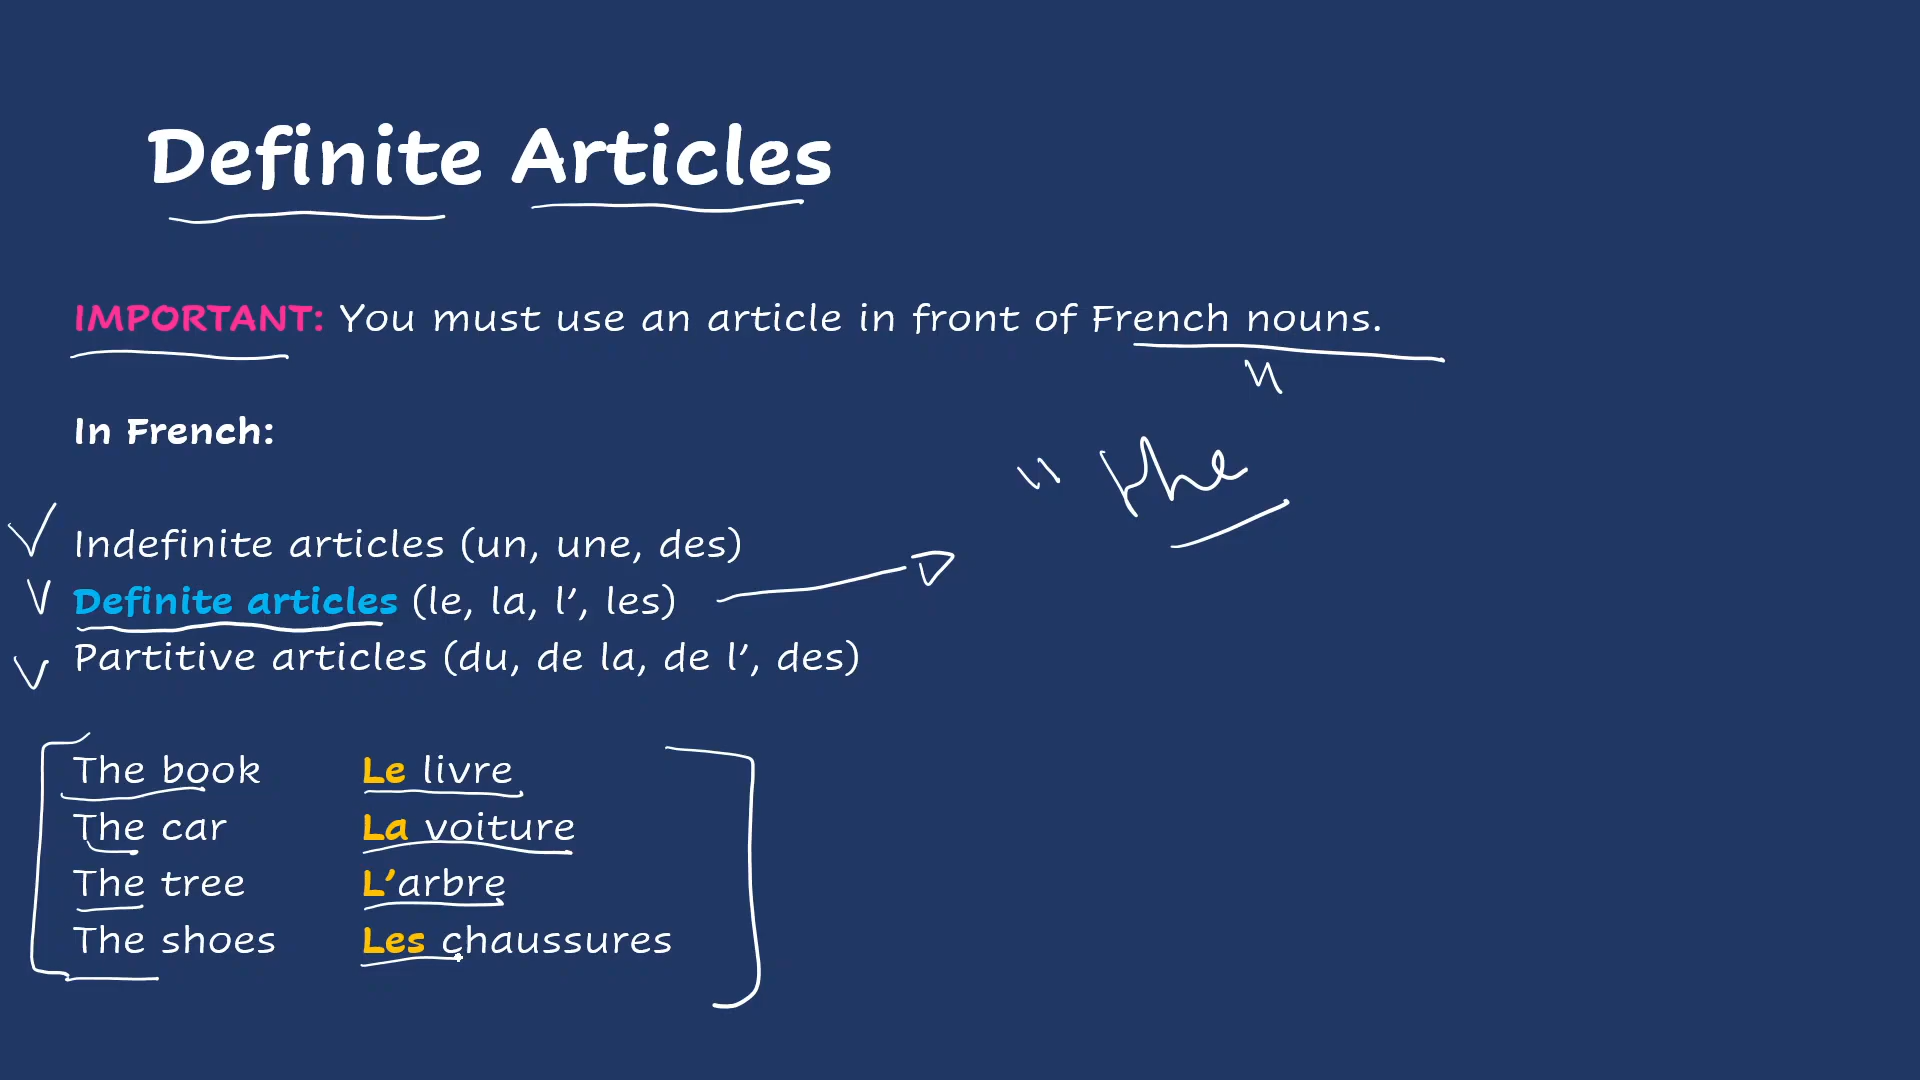 Definite Articles
IMPORTANT: You must use an article in front of French nouns.
In French:
" the
Indefinite articles (un, une, des)
Definite articles (le, la, l’, les)
Partitive articles (du, de la, de l’, des)
The book Le livre
The car La voiture
The tree L’arbre
The shoes Les chaussures